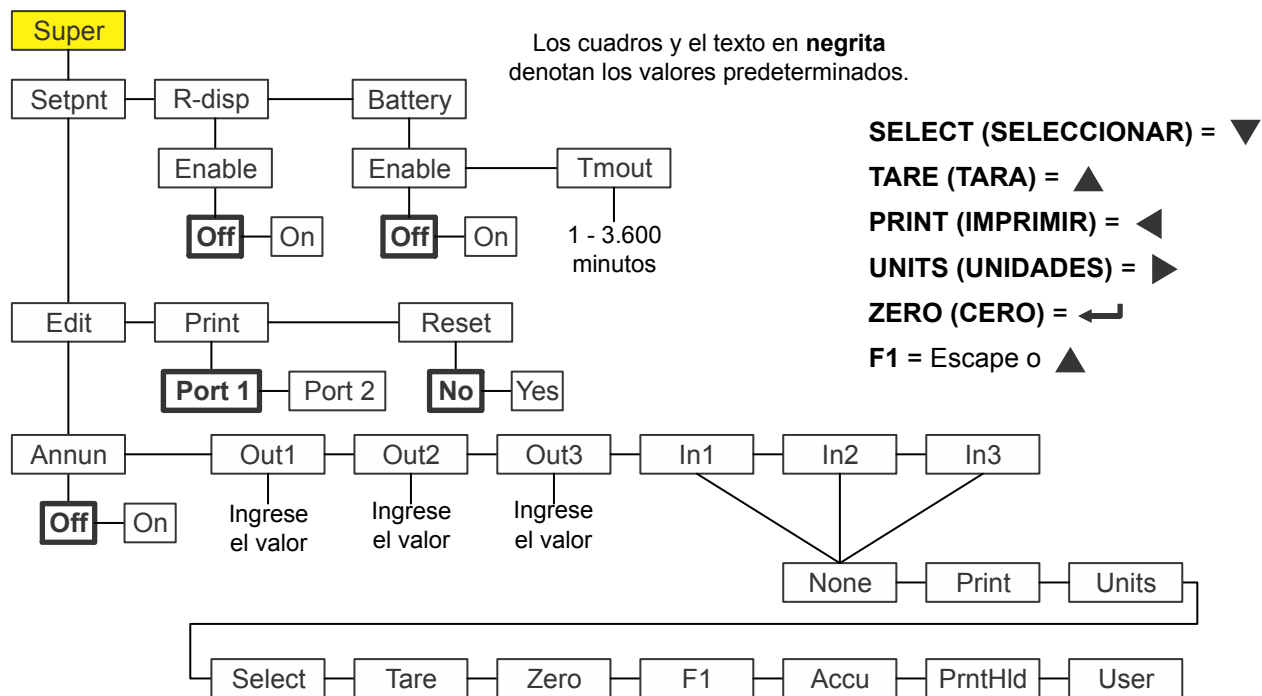 Super
Los cuadros y el texto en negrita
denotan los valores predeterminados.
Setpnt R-disp Battery
SELECT (SELECCIONAR) = ▼
Enable Enable Tmout
TARE (TARA) = ▲
Off On Off On 1 - 3.600
minutos
PRINT (IMPRIMIR) = ◀
UNITS (UNIDADES) = ▶
Edit Print Reset
ZERO (CERO) = ↵
F1 = Escape o ▲
Port 1 Port 2 No Yes
Annun Out1 Out2 Out3 In1 In2 In3
Off On
Ingrese
el valor
Ingrese
el valor
Ingrese
el valor
None Print Units
Select Tare Zero F1 Accu PrntHld User